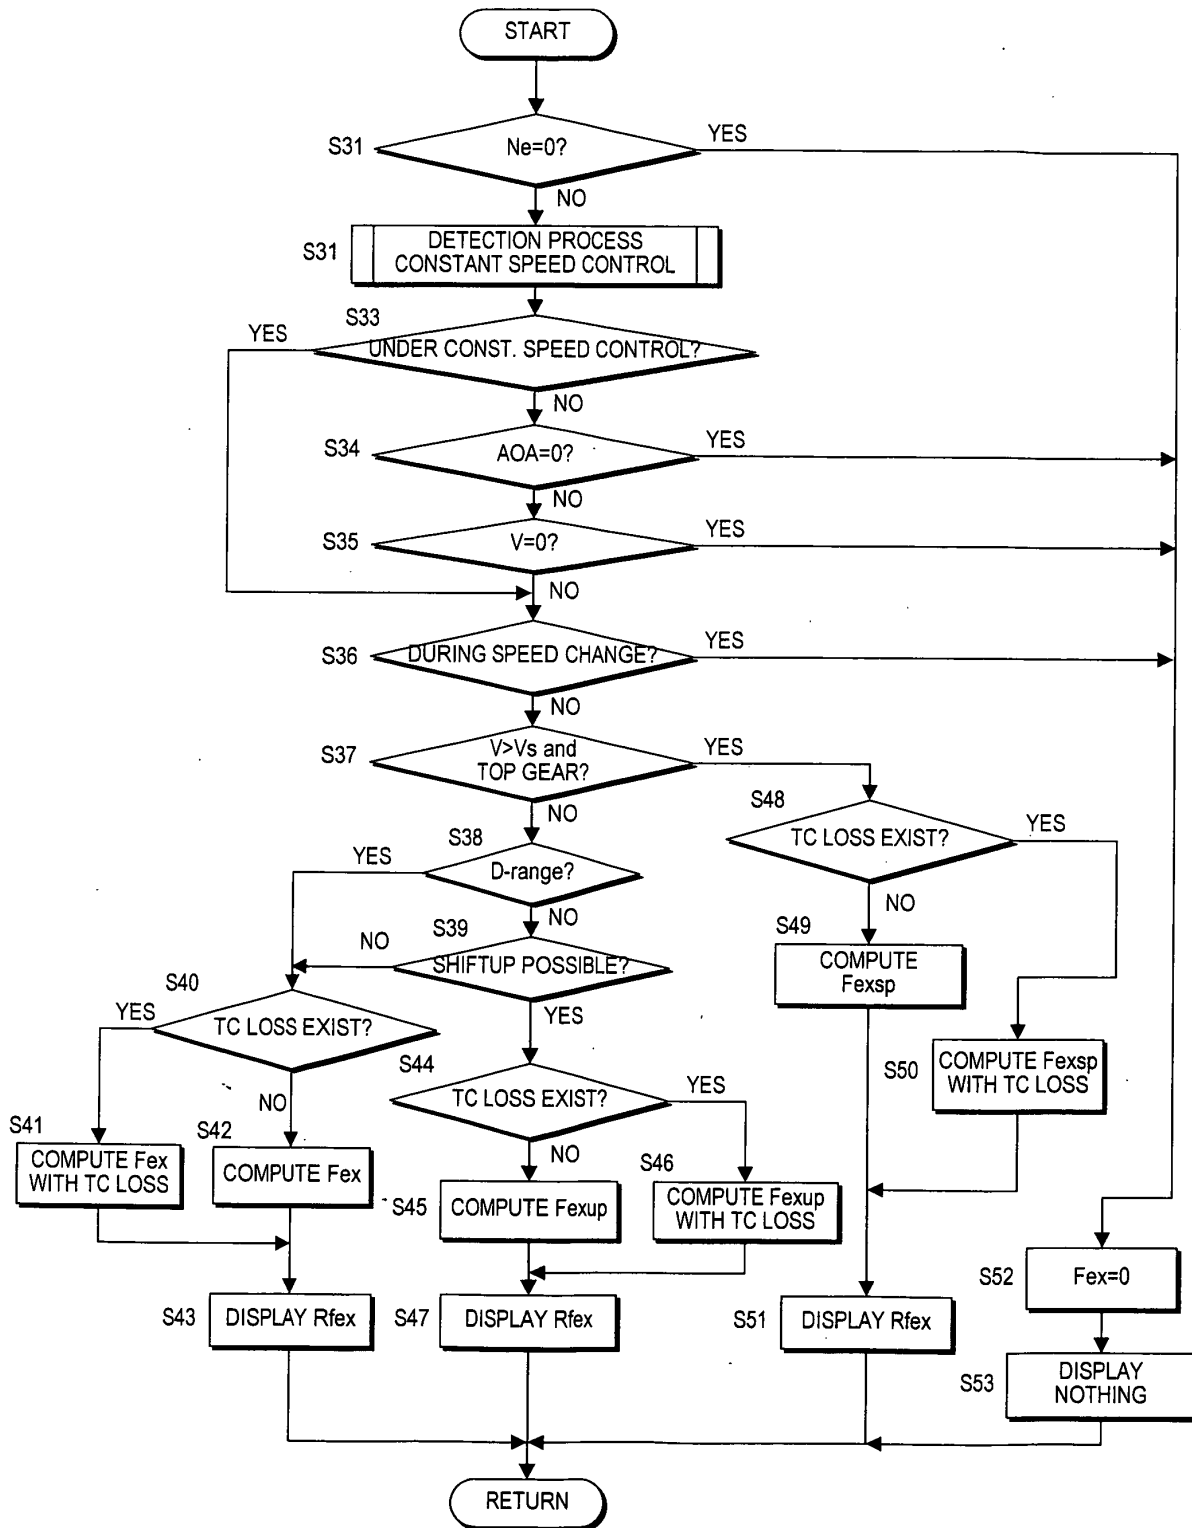 START
S31
Ne=0?
YES
NO
S31
DETECTION PROCESS
CONSTANT SPEED CONTROL
YES
S33
UNDER CONST. SPEED CONTROL?
NO
S34
AOA=0?
YES
NO
S35
V=0?
YES
NO
S36
DURING SPEED CHANGE?
YES
NO
S37
V>Vs and
TOP GEAR?
YES
NO
S48
TC LOSS EXIST?
YES
NO
S38
D-range?
YES
NO
S39
SHIFTUP POSSIBLE?
NO
YES
S49
COMPUTE
Fexsp
S40
TC LOSS EXIST?
YES
NO
S44
TC LOSS EXIST?
YES
NO
S50
COMPUTE Fexsp
WITH TC LOSS
S41
COMPUTE Fex
WITH TC LOSS
S42
COMPUTE Fex
S45
COMPUTE Fexup
S46
COMPUTE Fexup
WITH TC LOSS
S52
Fex=0
S43
DISPLAY Rfex
S47
DISPLAY Rfex
S51
DISPLAY Rfex
S53
DISPLAY
NOTHING
RETURN